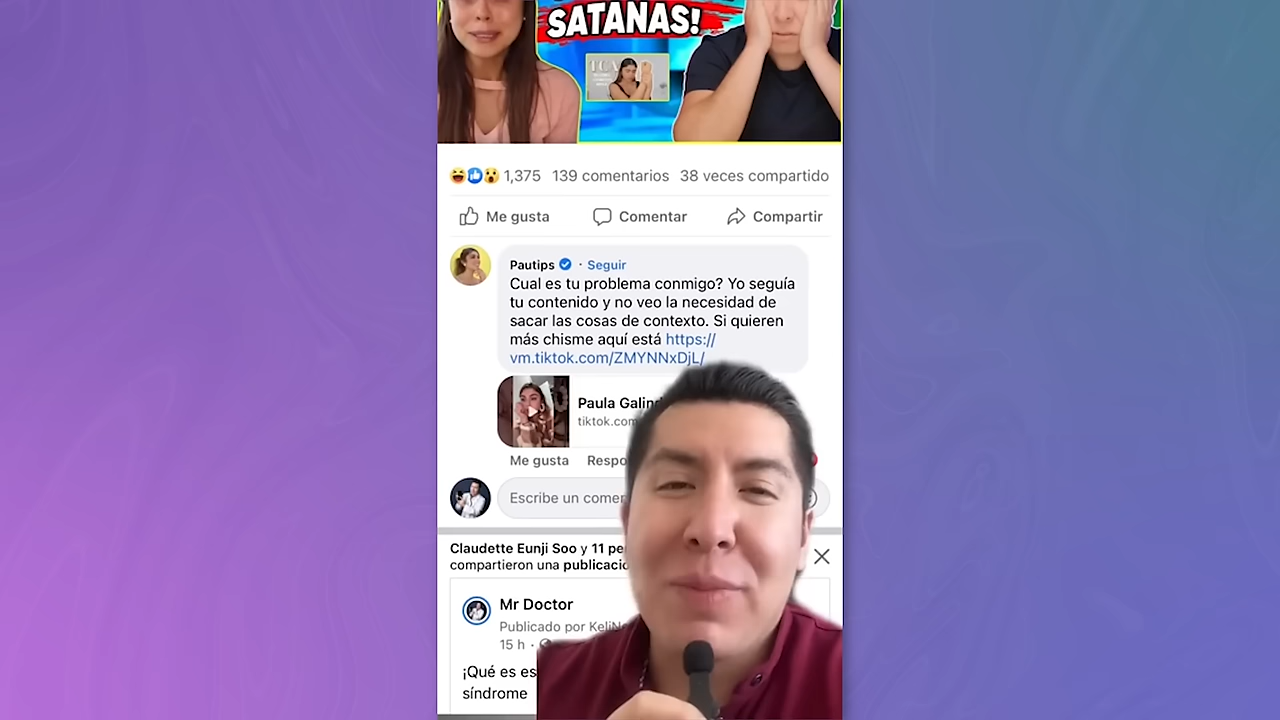 SATANAS!
1,375 139 comentarios 38 veces compartido
Me gusta Comentar Compartir
Pautips · Seguir
Cual es tu problema conmigo? Yo seguía
tu contenido y no veo la necesidad de
sacar las cosas de contexto. Si quieren
más chisme aquí está https://
vm.tiktok.com/ZMYNNxDjL/
Paula Galind
tiktok.com
Me gusta Respo
Escribe un comen
Claudette Eunji Soo y 11 pe
compartieron una publicació
Mr Doctor
Publicado por KeliN
15 h ·
¡Qué es es
síndrome